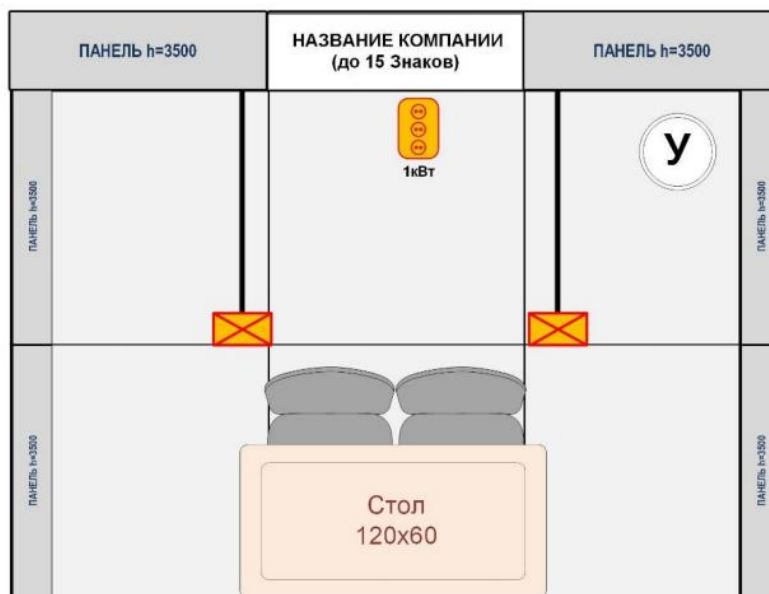 ПАНЕЛЬ h=3500
НАЗВАНИЕ КОМПАНИИ
(до 15 Знаков)
ПАНЕЛЬ h=3500
ПАНЕЛЬ h=3500
1кВт
У
ПАНЕЛЬ h=3500
ПАНЕЛЬ h=3500
Стол
120х60
ПАНЕЛЬ h=3500